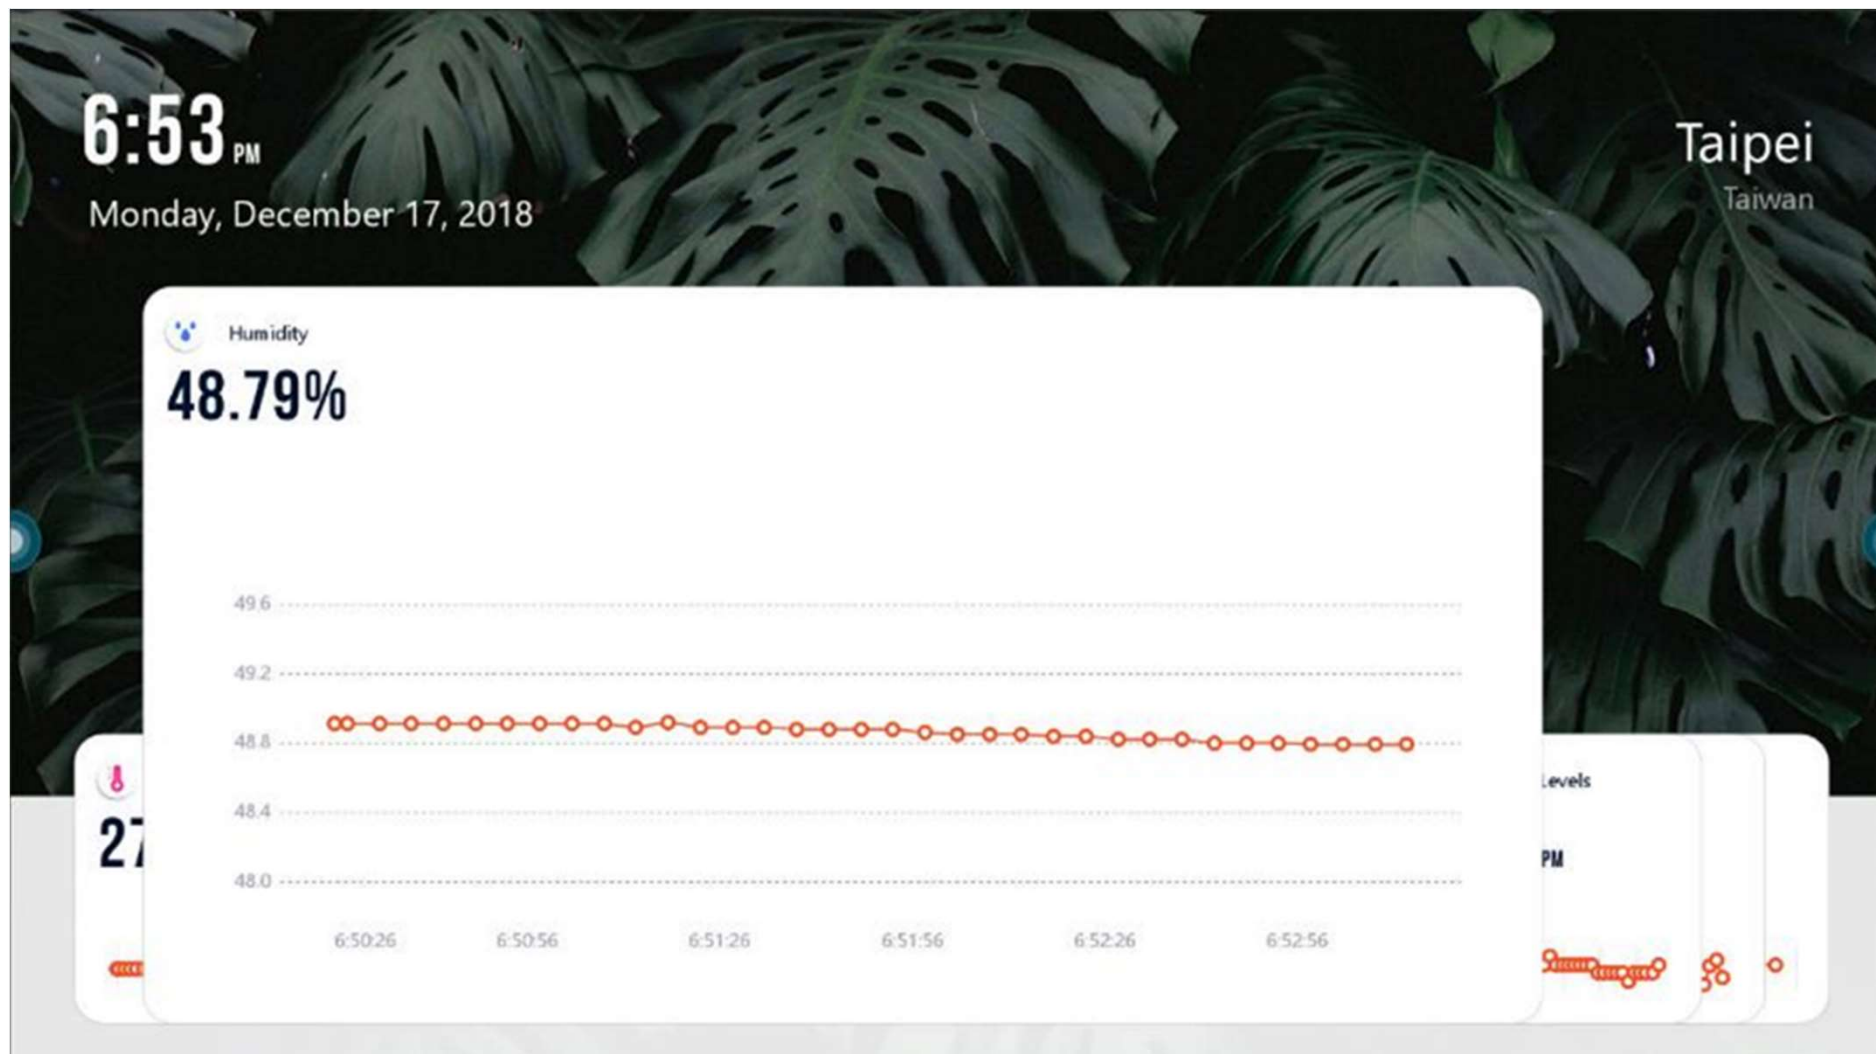 6:53 PM
Monday, December 17, 2018
Taipei
Taiwan
Humidity
48.79%
49.6
49.2
48.8
48.4
48.0
6:50:26 6:50:56 6:51:26 6:51:56 6:52:26 6:52:56
27
Levels
PM